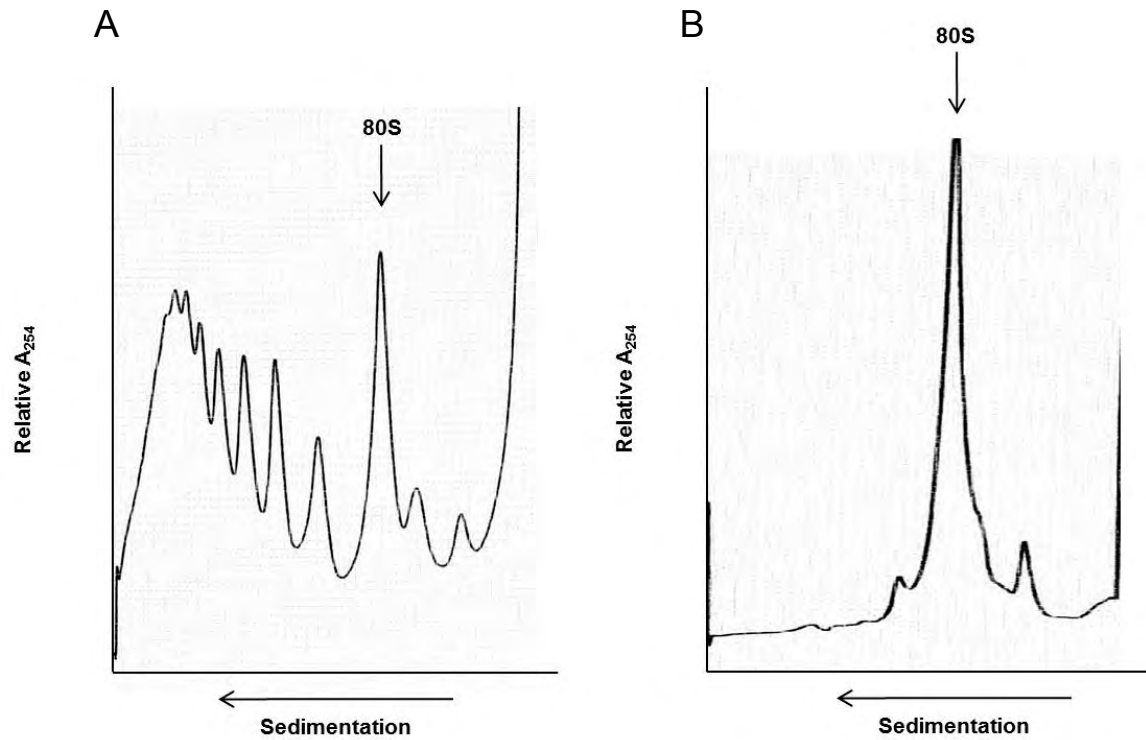 A
B
80S
80S
Relative A₂₅₄
Relative A₂₅₄
Sedimentation
Sedimentation